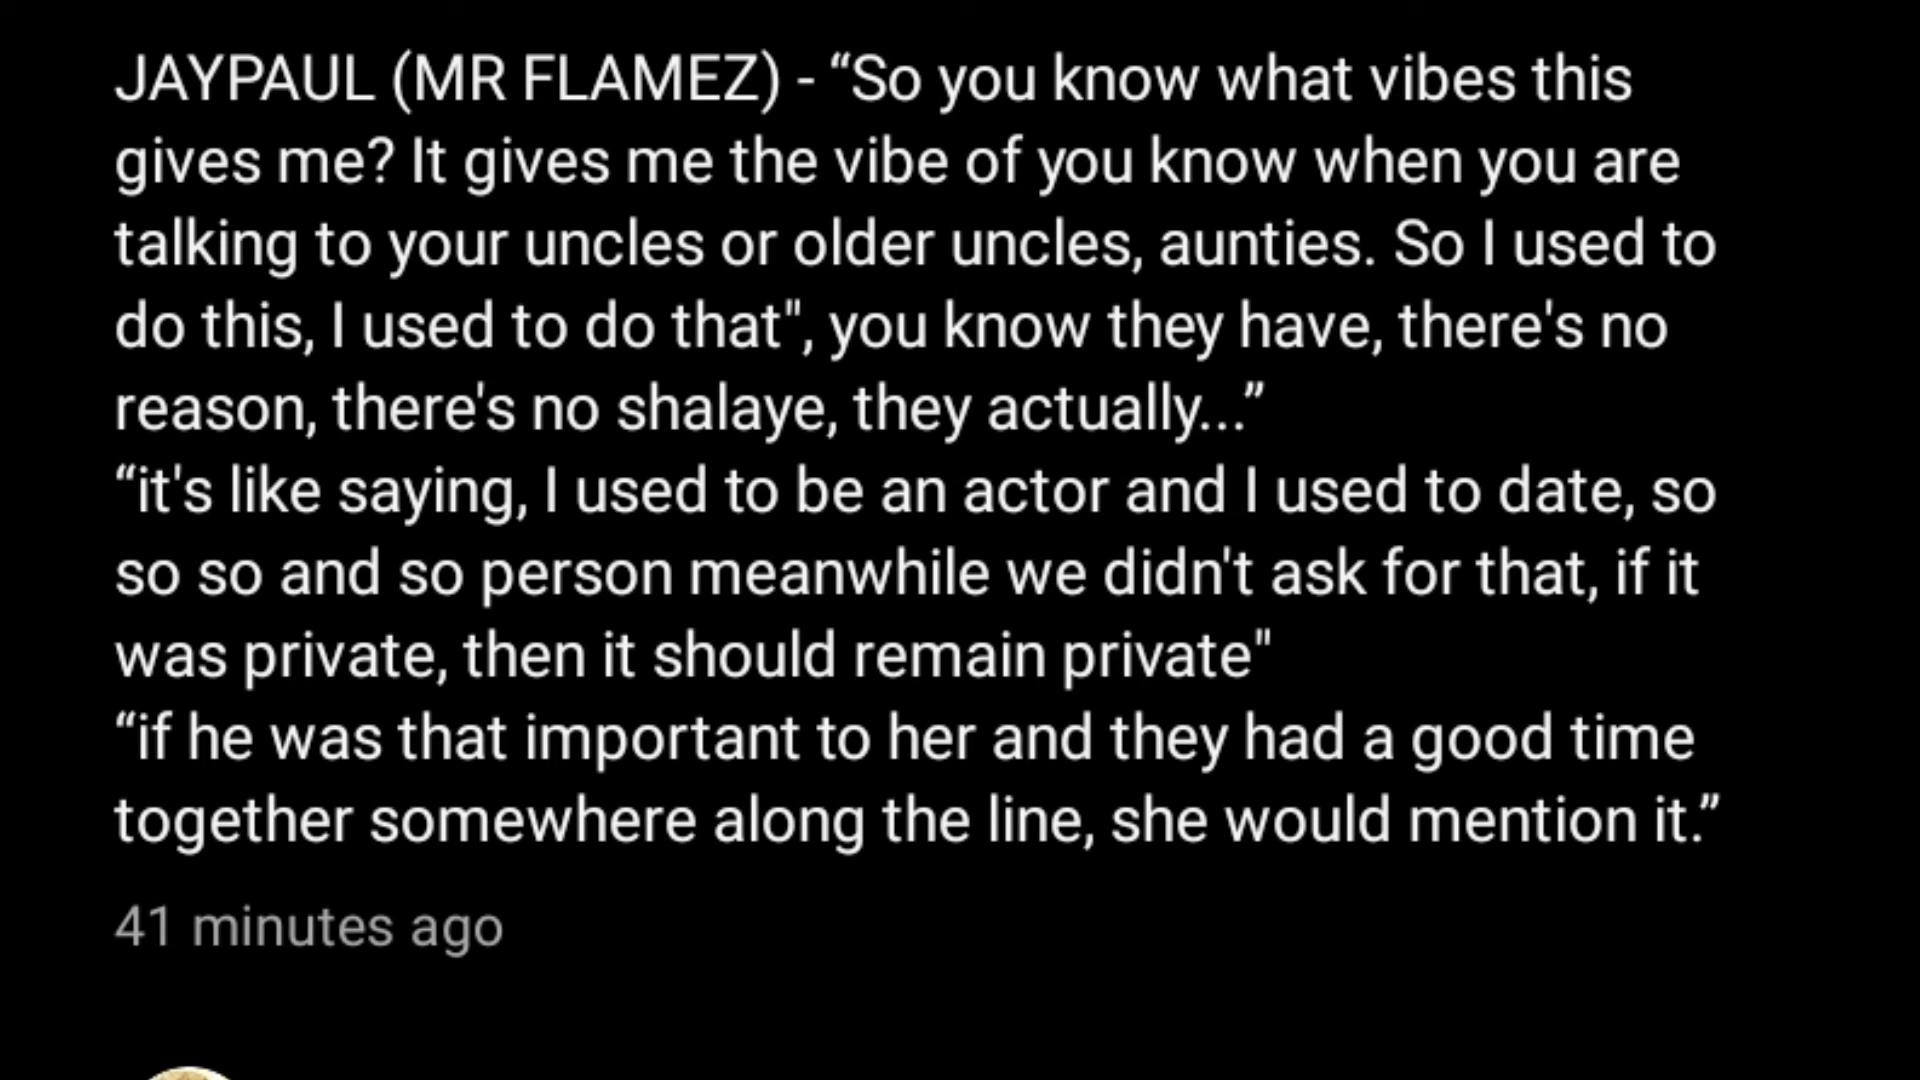 JAYPAUL (MR FLAMEZ) - “So you know what vibes this
gives me? It gives me the vibe of you know when you are
talking to your uncles or older uncles, aunties. So I used to
do this, I used to do that", you know they have, there's no
reason, there's no shalaye, they actually...”
“it's like saying, I used to be an actor and I used to date, so
so so and so person meanwhile we didn't ask for that, if it
was private, then it should remain private"
“if he was that important to her and they had a good time
together somewhere along the line, she would mention it.”
41 minutes ago